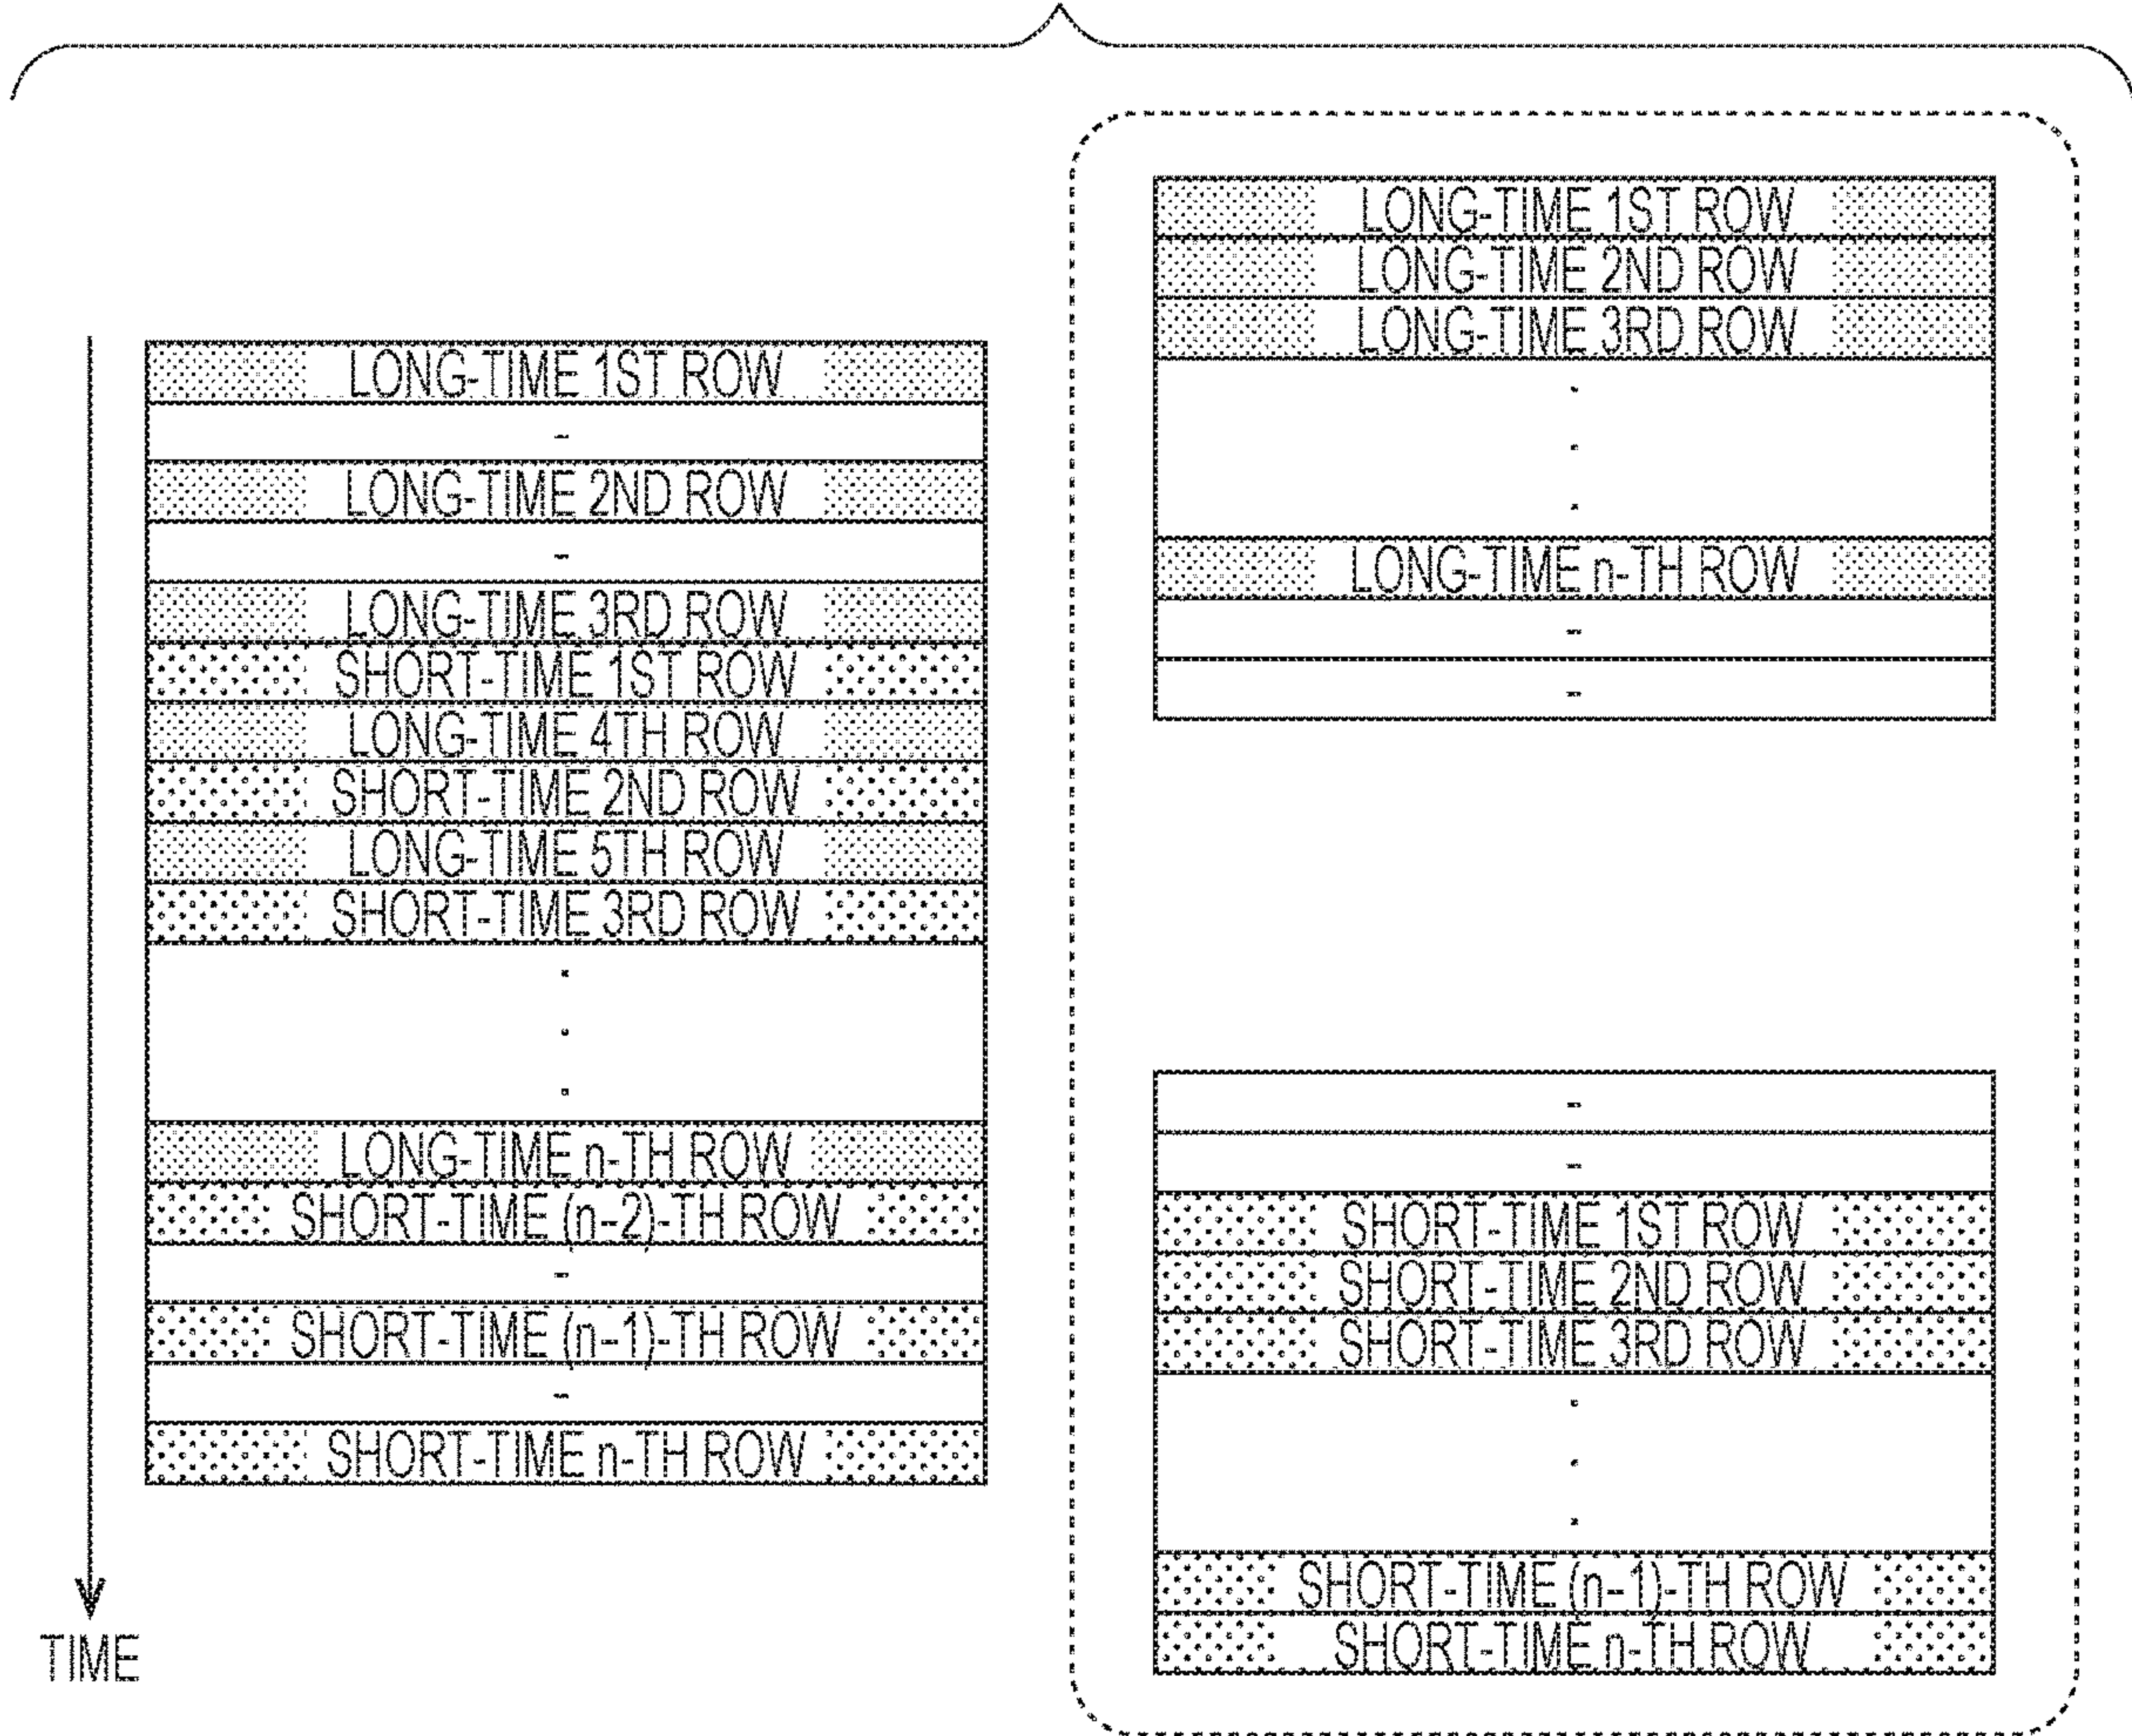 LONG-TIME 1ST ROW
-
LONG-TIME 2ND ROW
-
LONG-TIME 3RD ROW
SHORT-TIME 1ST ROW
LONG-TIME 4TH ROW
SHORT-TIME 2ND ROW
LONG-TIME 5TH ROW
SHORT-TIME 3RD ROW
.
.
.
LONG-TIME n-TH ROW
SHORT-TIME (n-2)-TH ROW
-
SHORT-TIME (n-1)-TH ROW
-
SHORT-TIME n-TH ROW
TIME
LONG-TIME 1ST ROW
LONG-TIME 2ND ROW
LONG-TIME 3RD ROW
.
.
.
LONG-TIME n-TH ROW
-
-
-
-
SHORT-TIME 1ST ROW
SHORT-TIME 2ND ROW
SHORT-TIME 3RD ROW
.
.
.
SHORT-TIME (n-1)-TH ROW
SHORT-TIME n-TH ROW